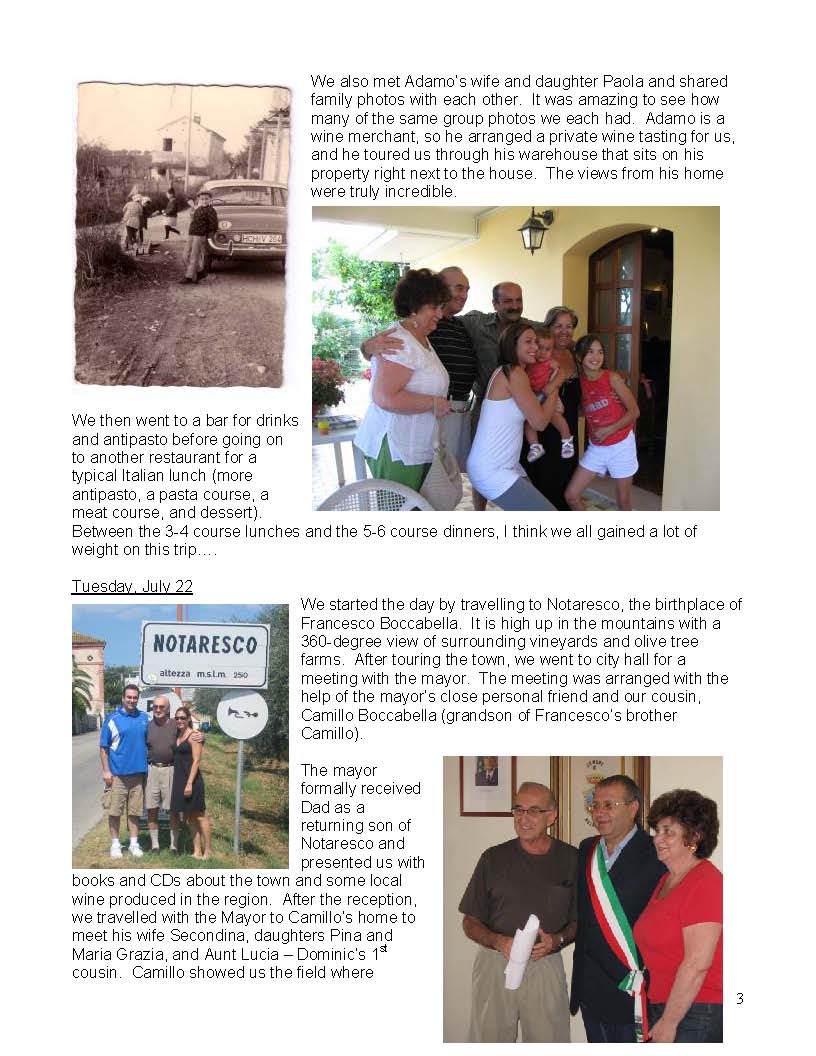 We also met Adamo's wife and daughter Paola and shared
family photos with each other.  It was amazing to see how
many of the same group photos we each had.  Adamo is a
wine merchant, so he arranged a private wine tasting for us,
and he toured us through his warehouse that sits on his
property right next to the house.  The views from his home
were truly incredible.
We then went to a bar for drinks
and antipasto before going on
to another restaurant for a
typical Italian lunch (more
antipasto, a pasta course, a
meat course, and dessert).
Between the 3-4 course lunches and the 5-6 course dinners, I think we all gained a lot of
weight on this trip….
Tuesday, July 22
We started the day by travelling to Notaresco, the birthplace of
Francesco Boccabella.  It is high up in the mountains with a
360-degree view of surrounding vineyards and olive tree
farms.  After touring the town, we went to city hall for a
meeting with the mayor.  The meeting was arranged with the
help of the mayor's close personal friend and our cousin,
Camillo Boccabella (grandson of Francesco's brother
Camillo).
NOTARESCO
altezza m.s.l.m. 250
The mayor
formally received
Dad as a
returning son of
Notaresco and
presented us with
books and CDs about the town and some local
wine produced in the region.  After the reception,
we travelled with the Mayor to Camillo's home to
meet his wife Secondina, daughters Pina and
Maria Grazia, and Aunt Lucia – Dominic's 1st
cousin.  Camillo showed us the field where
3